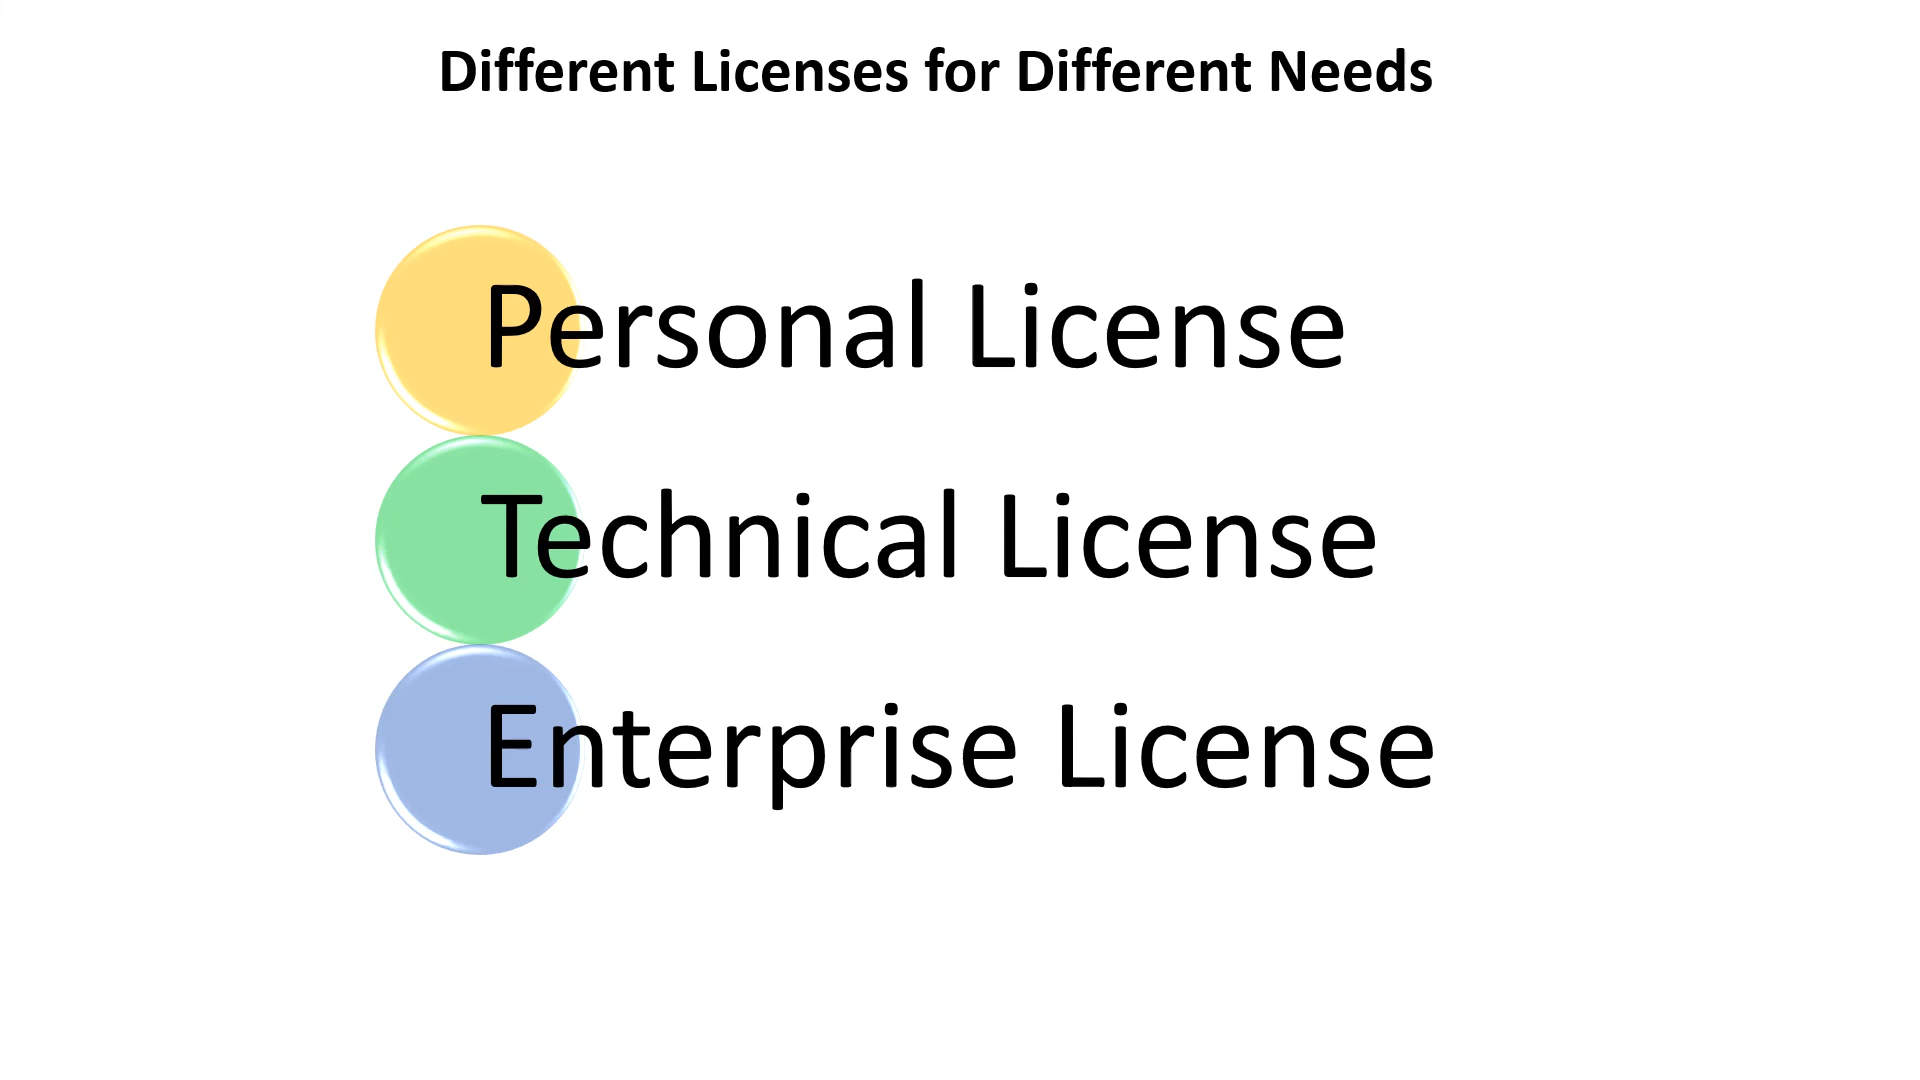 Different Licenses for Different Needs
Personal License
Technical License
Enterprise License